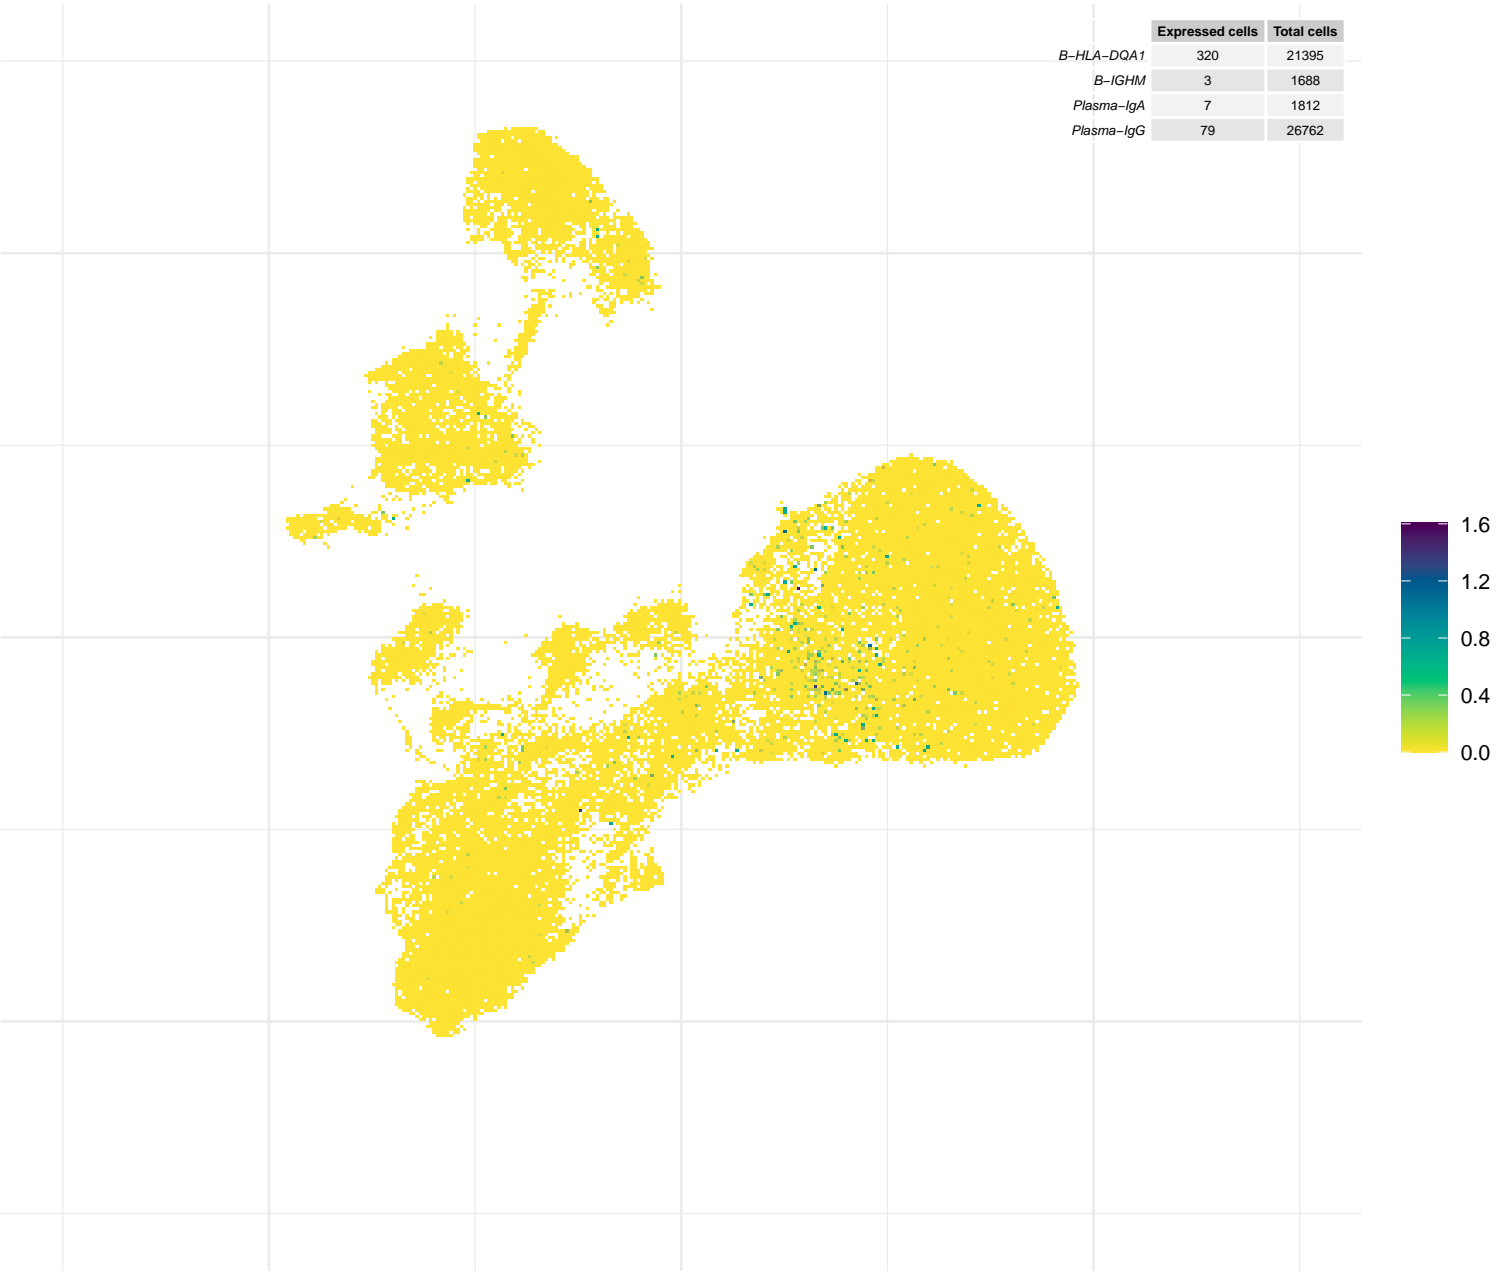 Expressed cells Total cells
B−HLA−DQA1 320 21395
B−IGHM 3 1688
Plasma−IgA 7 1812
Plasma−IgG 79 26762
1.6
1.2
0.8
0.4
0.0